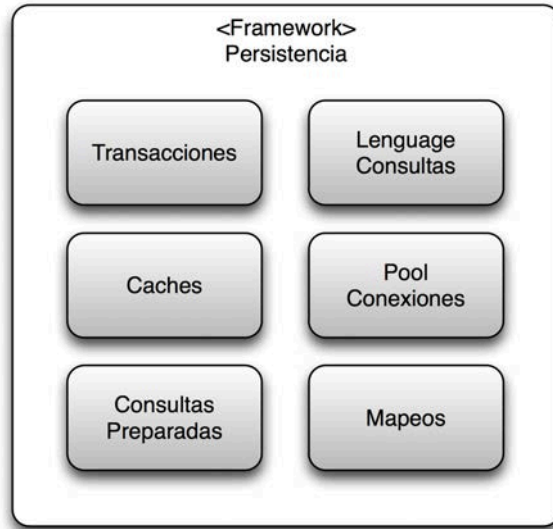 <Framework>
Persistencia
Transacciones
Lenguage
Consultas
Caches
Pool
Conexiones
Consultas
Preparadas
Mapeos